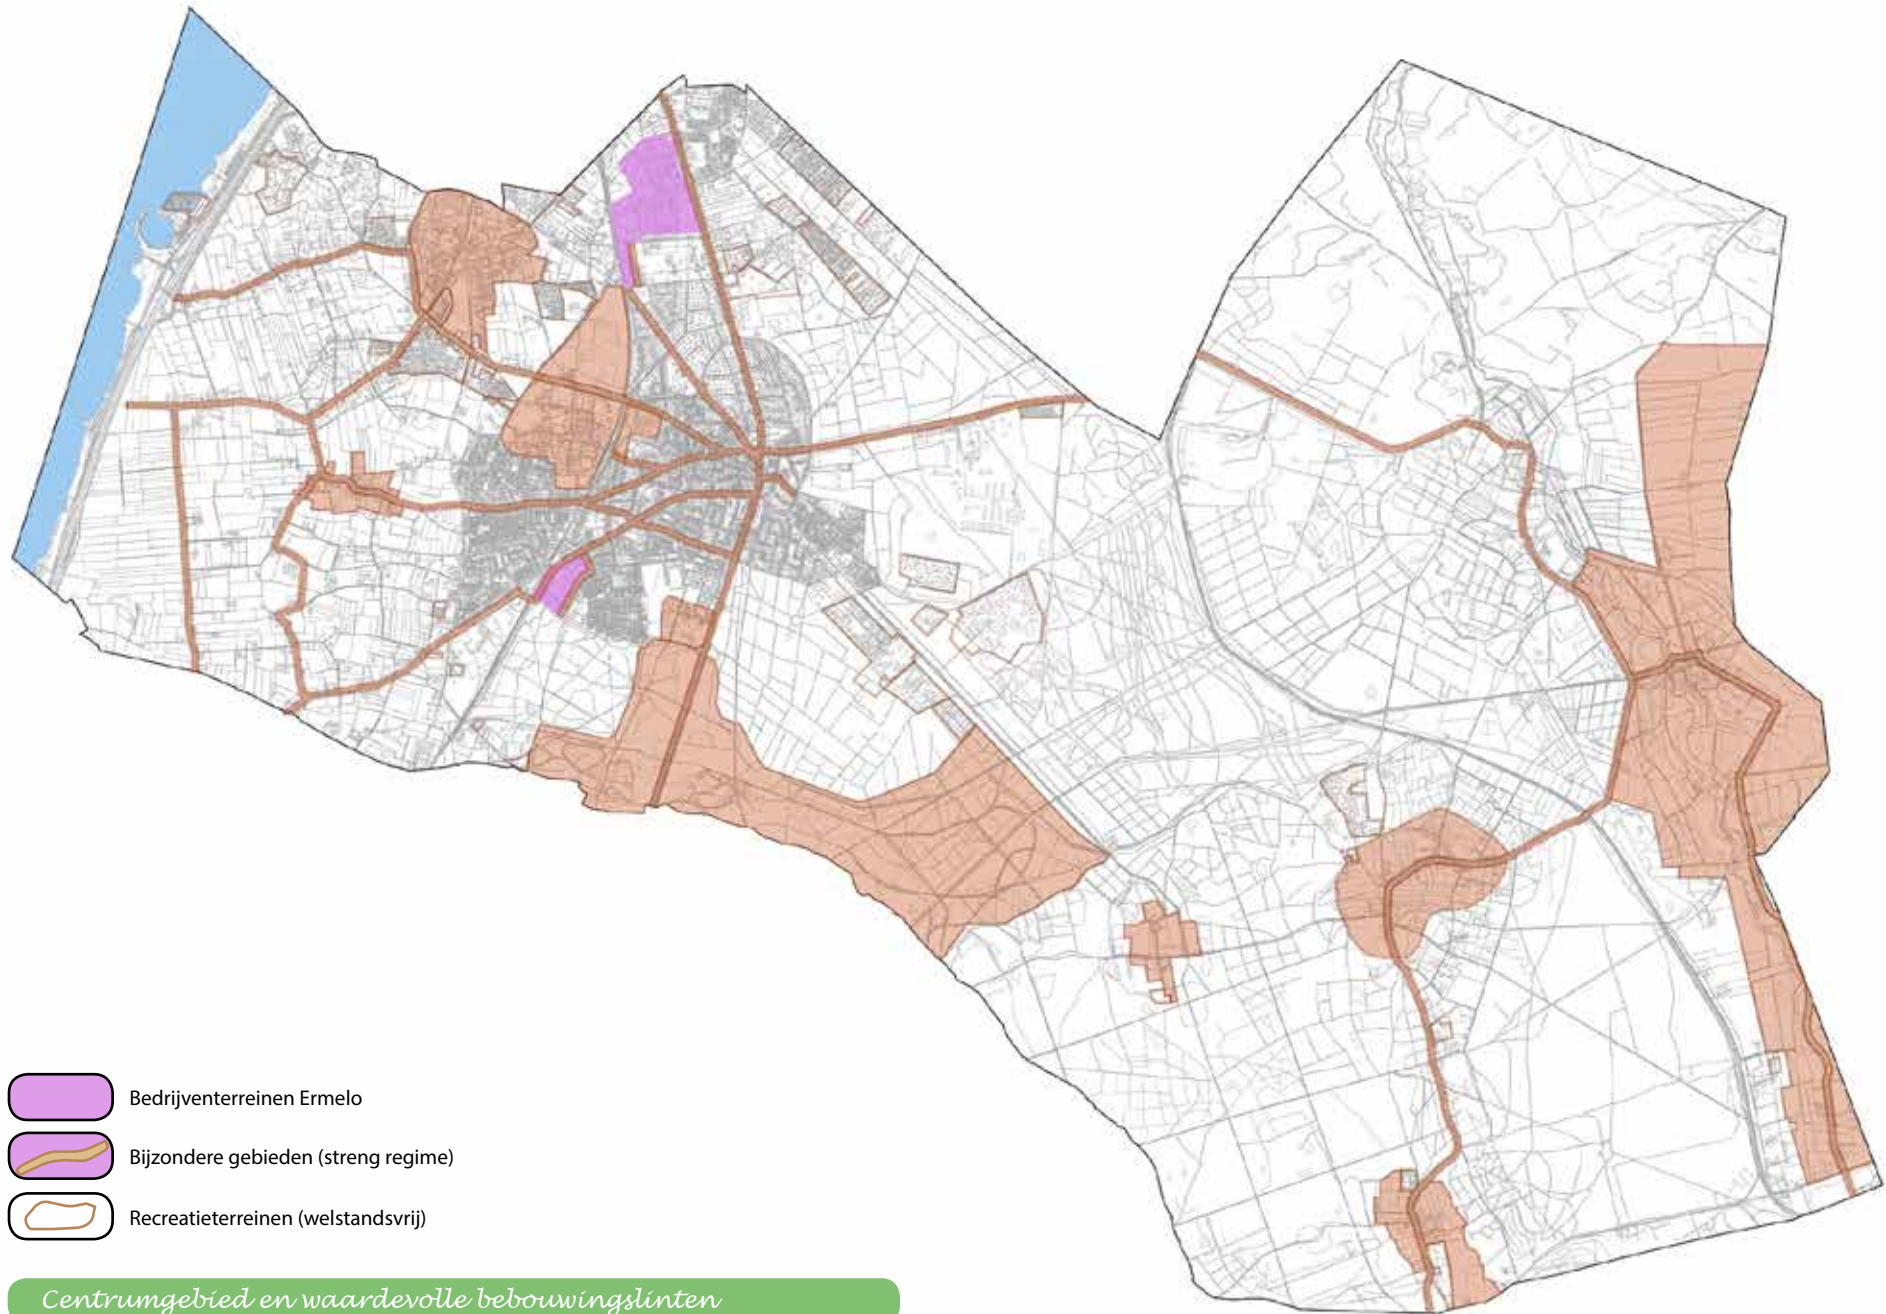 Bedrijventerreinen Ermelo
Bijzondere gebieden (streng regime)
Recreatieterreinen (welstandsvrij)
Centrumgebied en waardevolle bebouwingslinten